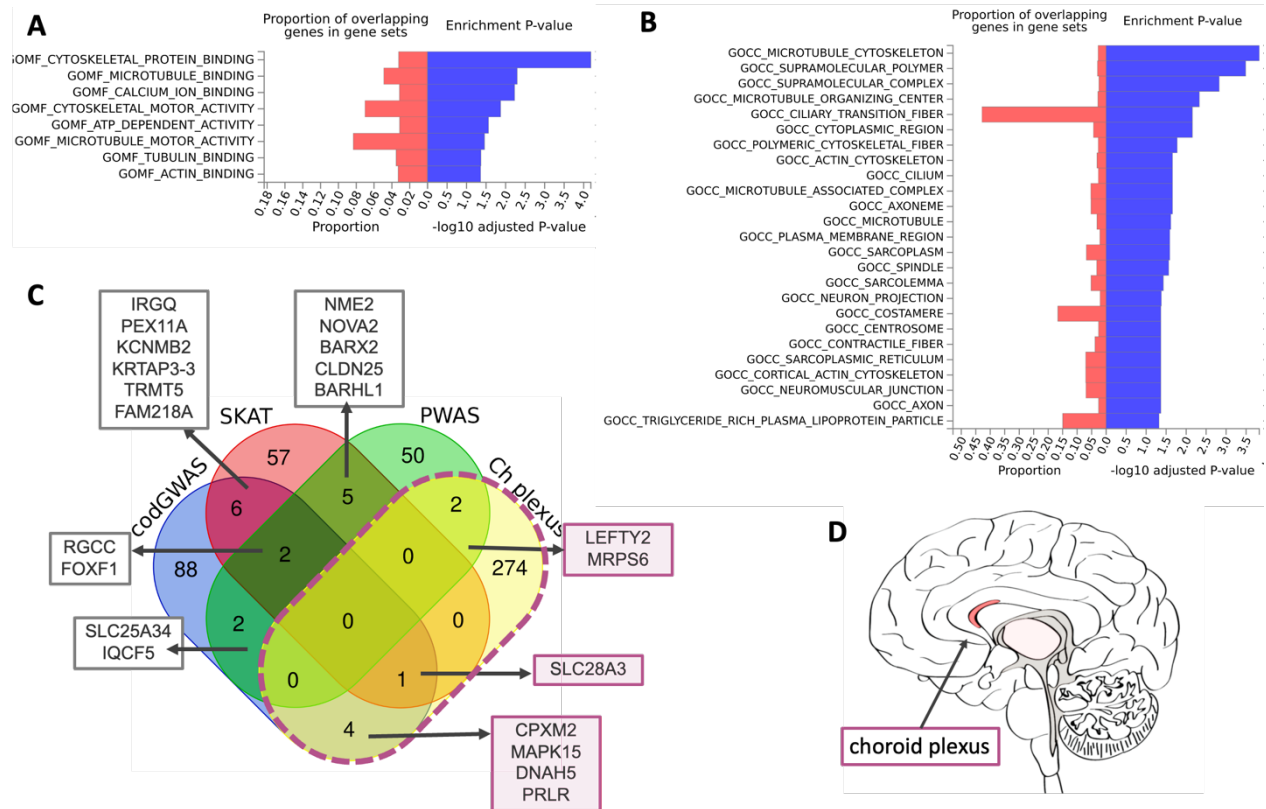 A
Proportion of overlapping
genes in gene sets
Enrichment P-value
GOMF_CYTOSKELETAL_PROTEIN_BINDING
GOMF_MICROTUBULE_BINDING
GOMF_CALCIUM_ION_BINDING
GOMF_CYTOSKELETAL_MOTOR_ACTIVITY
GOMF_ATP_DEPENDENT_ACTIVITY
GOMF_MICROTUBULE_MOTOR_ACTIVITY
GOMF_TUBULIN_BINDING
GOMF_ACTIN_BINDING
0.18 0.16 0.14 0.12 0.10 0.08 0.06 0.04 0.02 0.0 0.5 1.0 1.5 2.0 2.5 3.0 3.5 4.0
Proportion
-log10 adjusted P-value
B
Proportion of overlapping
genes in gene sets
Enrichment P-value
GOCC_MICROTUBULE_CYTOSKELETON
GOCC_SUPRAMOLECULAR_POLYMER
GOCC_SUPRAMOLECULAR_COMPLEX
GOCC_MICROTUBULE_ORGANIZING_CENTER
GOCC_CILIARY_TRANSITION_FIBER
GOCC_CYTOPLASMIC_REGION
GOCC_POLYMERIC_CYTOSKELETAL_FIBER
GOCC_ACTIN_CYTOSKELETON
GOCC_CILIUM
GOCC_MICROTUBULE_ASSOCIATED_COMPLEX
GOCC_AXONEME
GOCC_MICROTUBULE
GOCC_PLASMA_MEMBRANE_REGION
GOCC_SARCOPLASM
GOCC_SPINDLE
GOCC_SARCOLEMMA
GOCC_NEURON_PROJECTION
GOCC_COSTAMERE
GOCC_CENTROSOME
GOCC_CONTRACTILE_FIBER
GOCC_SARCOPLASMIC_RETICULUM
GOCC_CORTICAL_ACTIN_CYTOSKELETON
GOCC_NEUROMUSCULAR_JUNCTION
GOCC_AXON
GOCC_TRIGLYCERIDE_RICH_PLASMA_LIPOPROTEIN_PARTICLE
0.50 0.45 0.40 0.35 0.30 0.25 0.20 0.15 0.10 0.05 0.0 0.5 1.0 1.5 2.0 2.5 3.0 3.5
Proportion
-log10 adjusted P-value
C
IRGQ
PEX11A
KCNMB2
KRTAP3-3
TRMT5
FAM218A
NME2
NOVA2
BARX2
CLDN25
BARHL1
SKAT
PWAS
codGWAS
Ch plexus
57
50
6
5
2
88
2
0
274
2
0
0
0
1
4
RGCC
FOXF1
SLC25A34
IQCF5
LEFTY2
MRPS6
SLC28A3
CPXM2
MAPK15
DNAH5
PRLR
D
choroid plexus